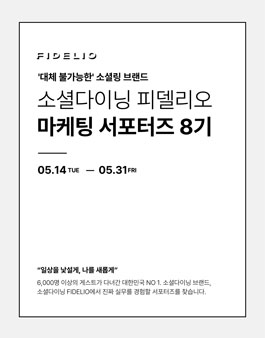 FIDELIO
'대체 불가능한' 소셜링 브랜드
소셜다이닝 피델리오
마케팅 서포터즈 8기
05.14 TUE — 05.31 FRI
“일상을 낯설게, 나를 새롭게”
6,000명 이상의 게스트가 다녀간 대한민국 NO 1. 소셜다이닝 브랜드,
소셜다이닝 FIDELIO에서 진짜 실무를 경험할 서포터즈를 찾습니다.